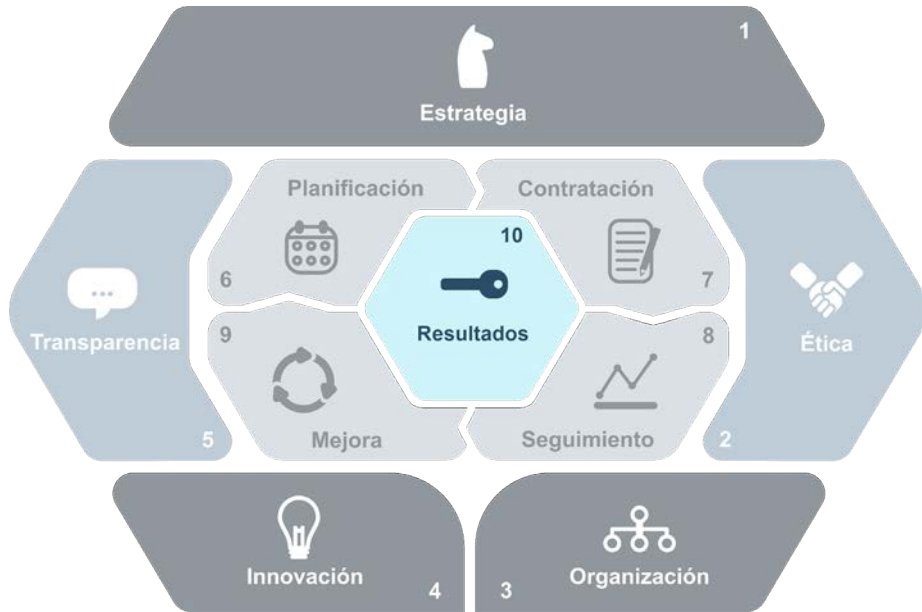 1
Estrategia
Planificación
6
Contratación
7
10
Resultados
...
Transparencia
5
Ética
2
9
Mejora
8
Seguimiento
Innovación
4
3
Organización